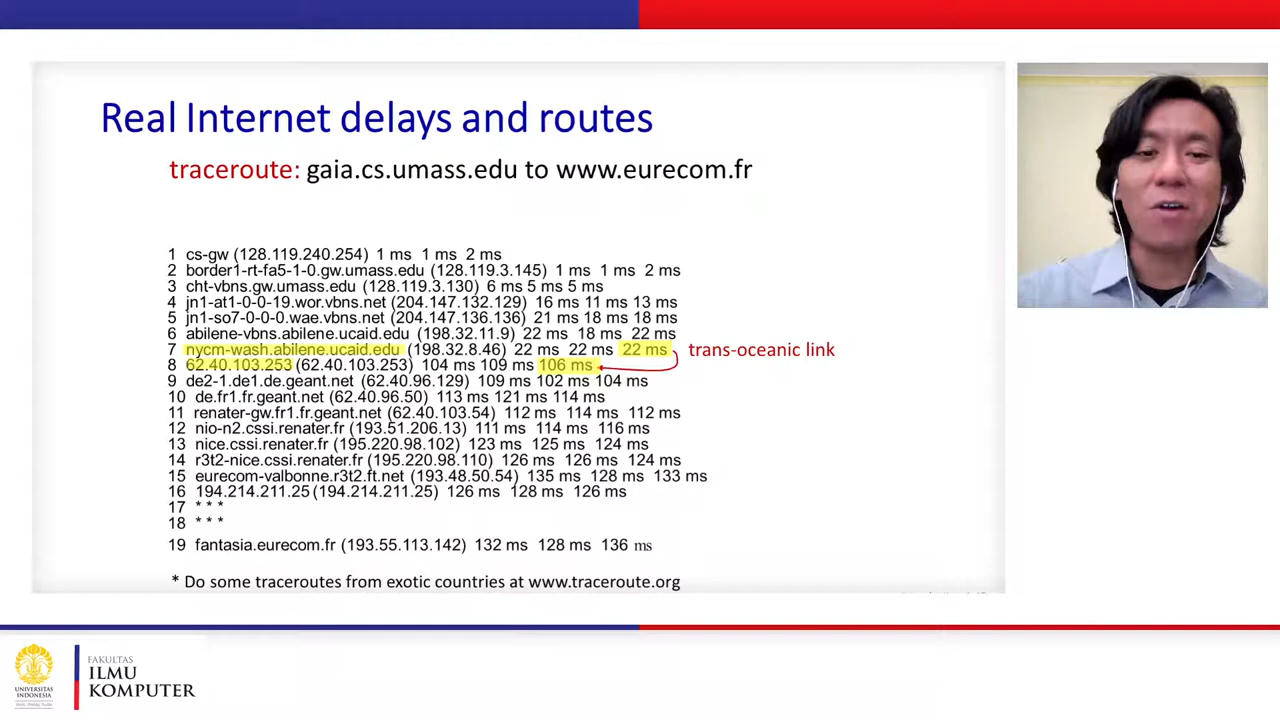 Real Internet delays and routes
traceroute: gaia.cs.umass.edu to www.eurecom.fr
1 cs-gw (128.119.240.254) 1 ms 1 ms 2 ms
2 border1-rt-fa5-1-0.gw.umass.edu (128.119.3.145) 1 ms 1 ms 2 ms
3 cht-vbns.gw.umass.edu (128.119.3.130) 6 ms 5 ms 5 ms
4 jn1-at1-0-0-19.wor.vbns.net (204.147.132.129) 16 ms 11 ms 13 ms
5 jn1-so7-0-0-0.wae.vbns.net (204.147.136.136) 21 ms 18 ms 18 ms
6 abilene-vbns.abilene.ucaid.edu (198.32.11.9) 22 ms 18 ms 22 ms
7 nycm-wash.abilene.ucaid.edu (198.32.8.46) 22 ms 22 ms 22 ms trans-oceanic link
8 62.40.103.253 (62.40.103.253) 104 ms 109 ms 106 ms
9 de2-1.de1.de.geant.net (62.40.96.129) 109 ms 102 ms 104 ms
10 de.fr1.fr.geant.net (62.40.96.50) 113 ms 121 ms 114 ms
11 renater-gw.fr1.fr.geant.net (62.40.103.54) 112 ms 114 ms 112 ms
12 nio-n2.cssi.renater.fr (193.51.206.13) 111 ms 114 ms 116 ms
13 nice.cssi.renater.fr (195.220.98.102) 123 ms 125 ms 124 ms
14 r3t2-nice.cssi.renater.fr (195.220.98.110) 126 ms 126 ms 124 ms
15 eurecom-valbonne.r3t2.ft.net (193.48.50.54) 135 ms 128 ms 133 ms
16 194.214.211.25 (194.214.211.25) 126 ms 128 ms 126 ms
17 * * *
18 * * *
19 fantasia.eurecom.fr (193.55.113.142) 132 ms 128 ms 136 ms
* Do some traceroutes from exotic countries at www.traceroute.org
UNIVERSITAS
INDONESIA
FAKULTAS
ILMU
KOMPUTER